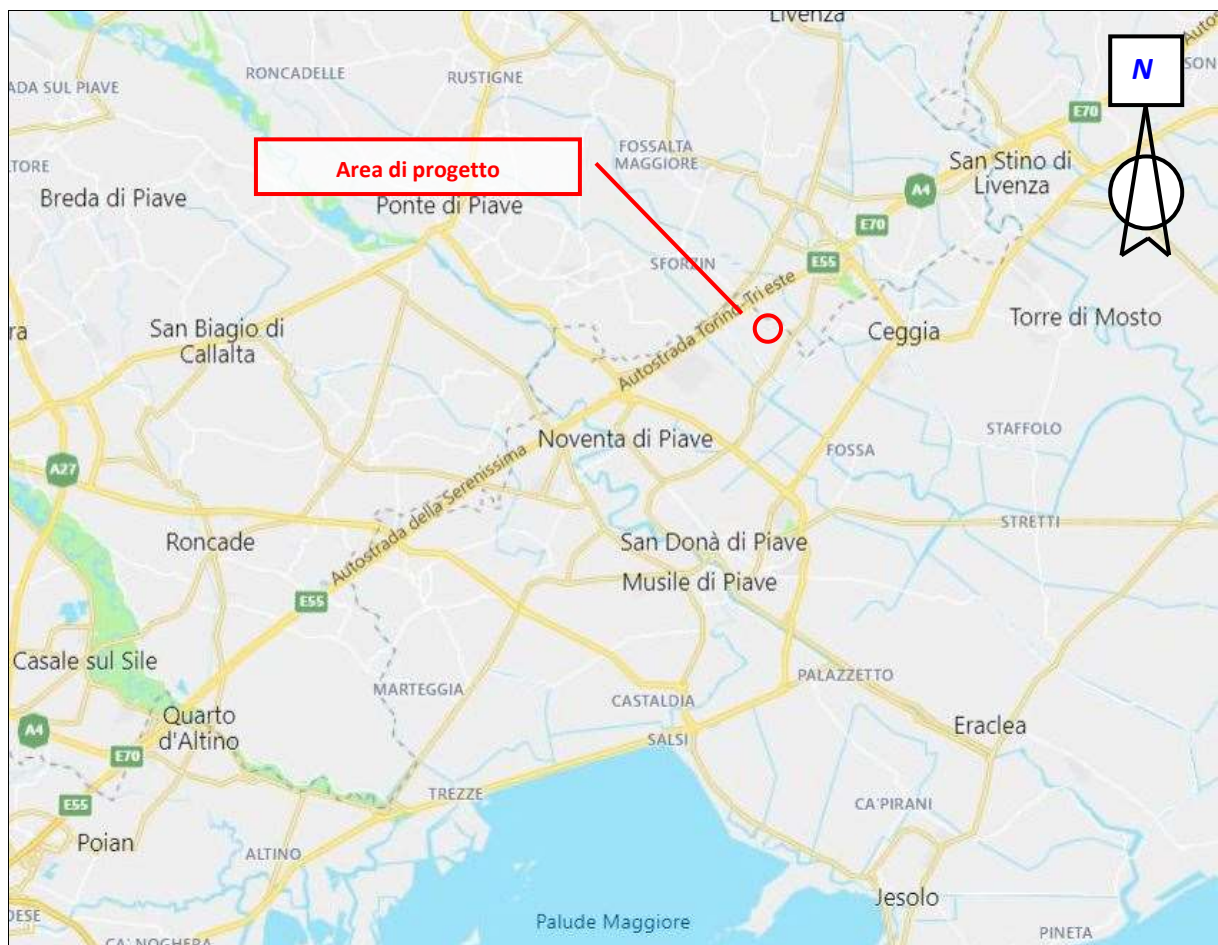 Livenza
RONCADELLE
RUSTIGNE
N
ADA SUL PIAVE
E70
FOSSALTA
MAGGIORE
Area di progetto
San Stino di
Livenza
TORE
Breda di Piave
Ponte di Piave
A4
E70
SFORZIN
E55
Autostrada Torino-Trieste
Torre di Mosto
ra
San Biagio di
Callalta
Ceggia
Noventa di Piave
STAFFOLO
FOSSA
A27
Autostrada della Serenissima
STRETTI
Roncade
San Donà di Piave
Musile di Piave
E55
Casale sul Sile
PALAZZETTO
MARTEGGIA
CASTALDIA
Quarto
d'Altino
Eraclea
A4
SALSI
E70
TREZZE
E55
CA'PIRANI
Poian
ALTINO
Jesolo
DESE
Palude Maggiore
PINETA
CA' NOGHERA